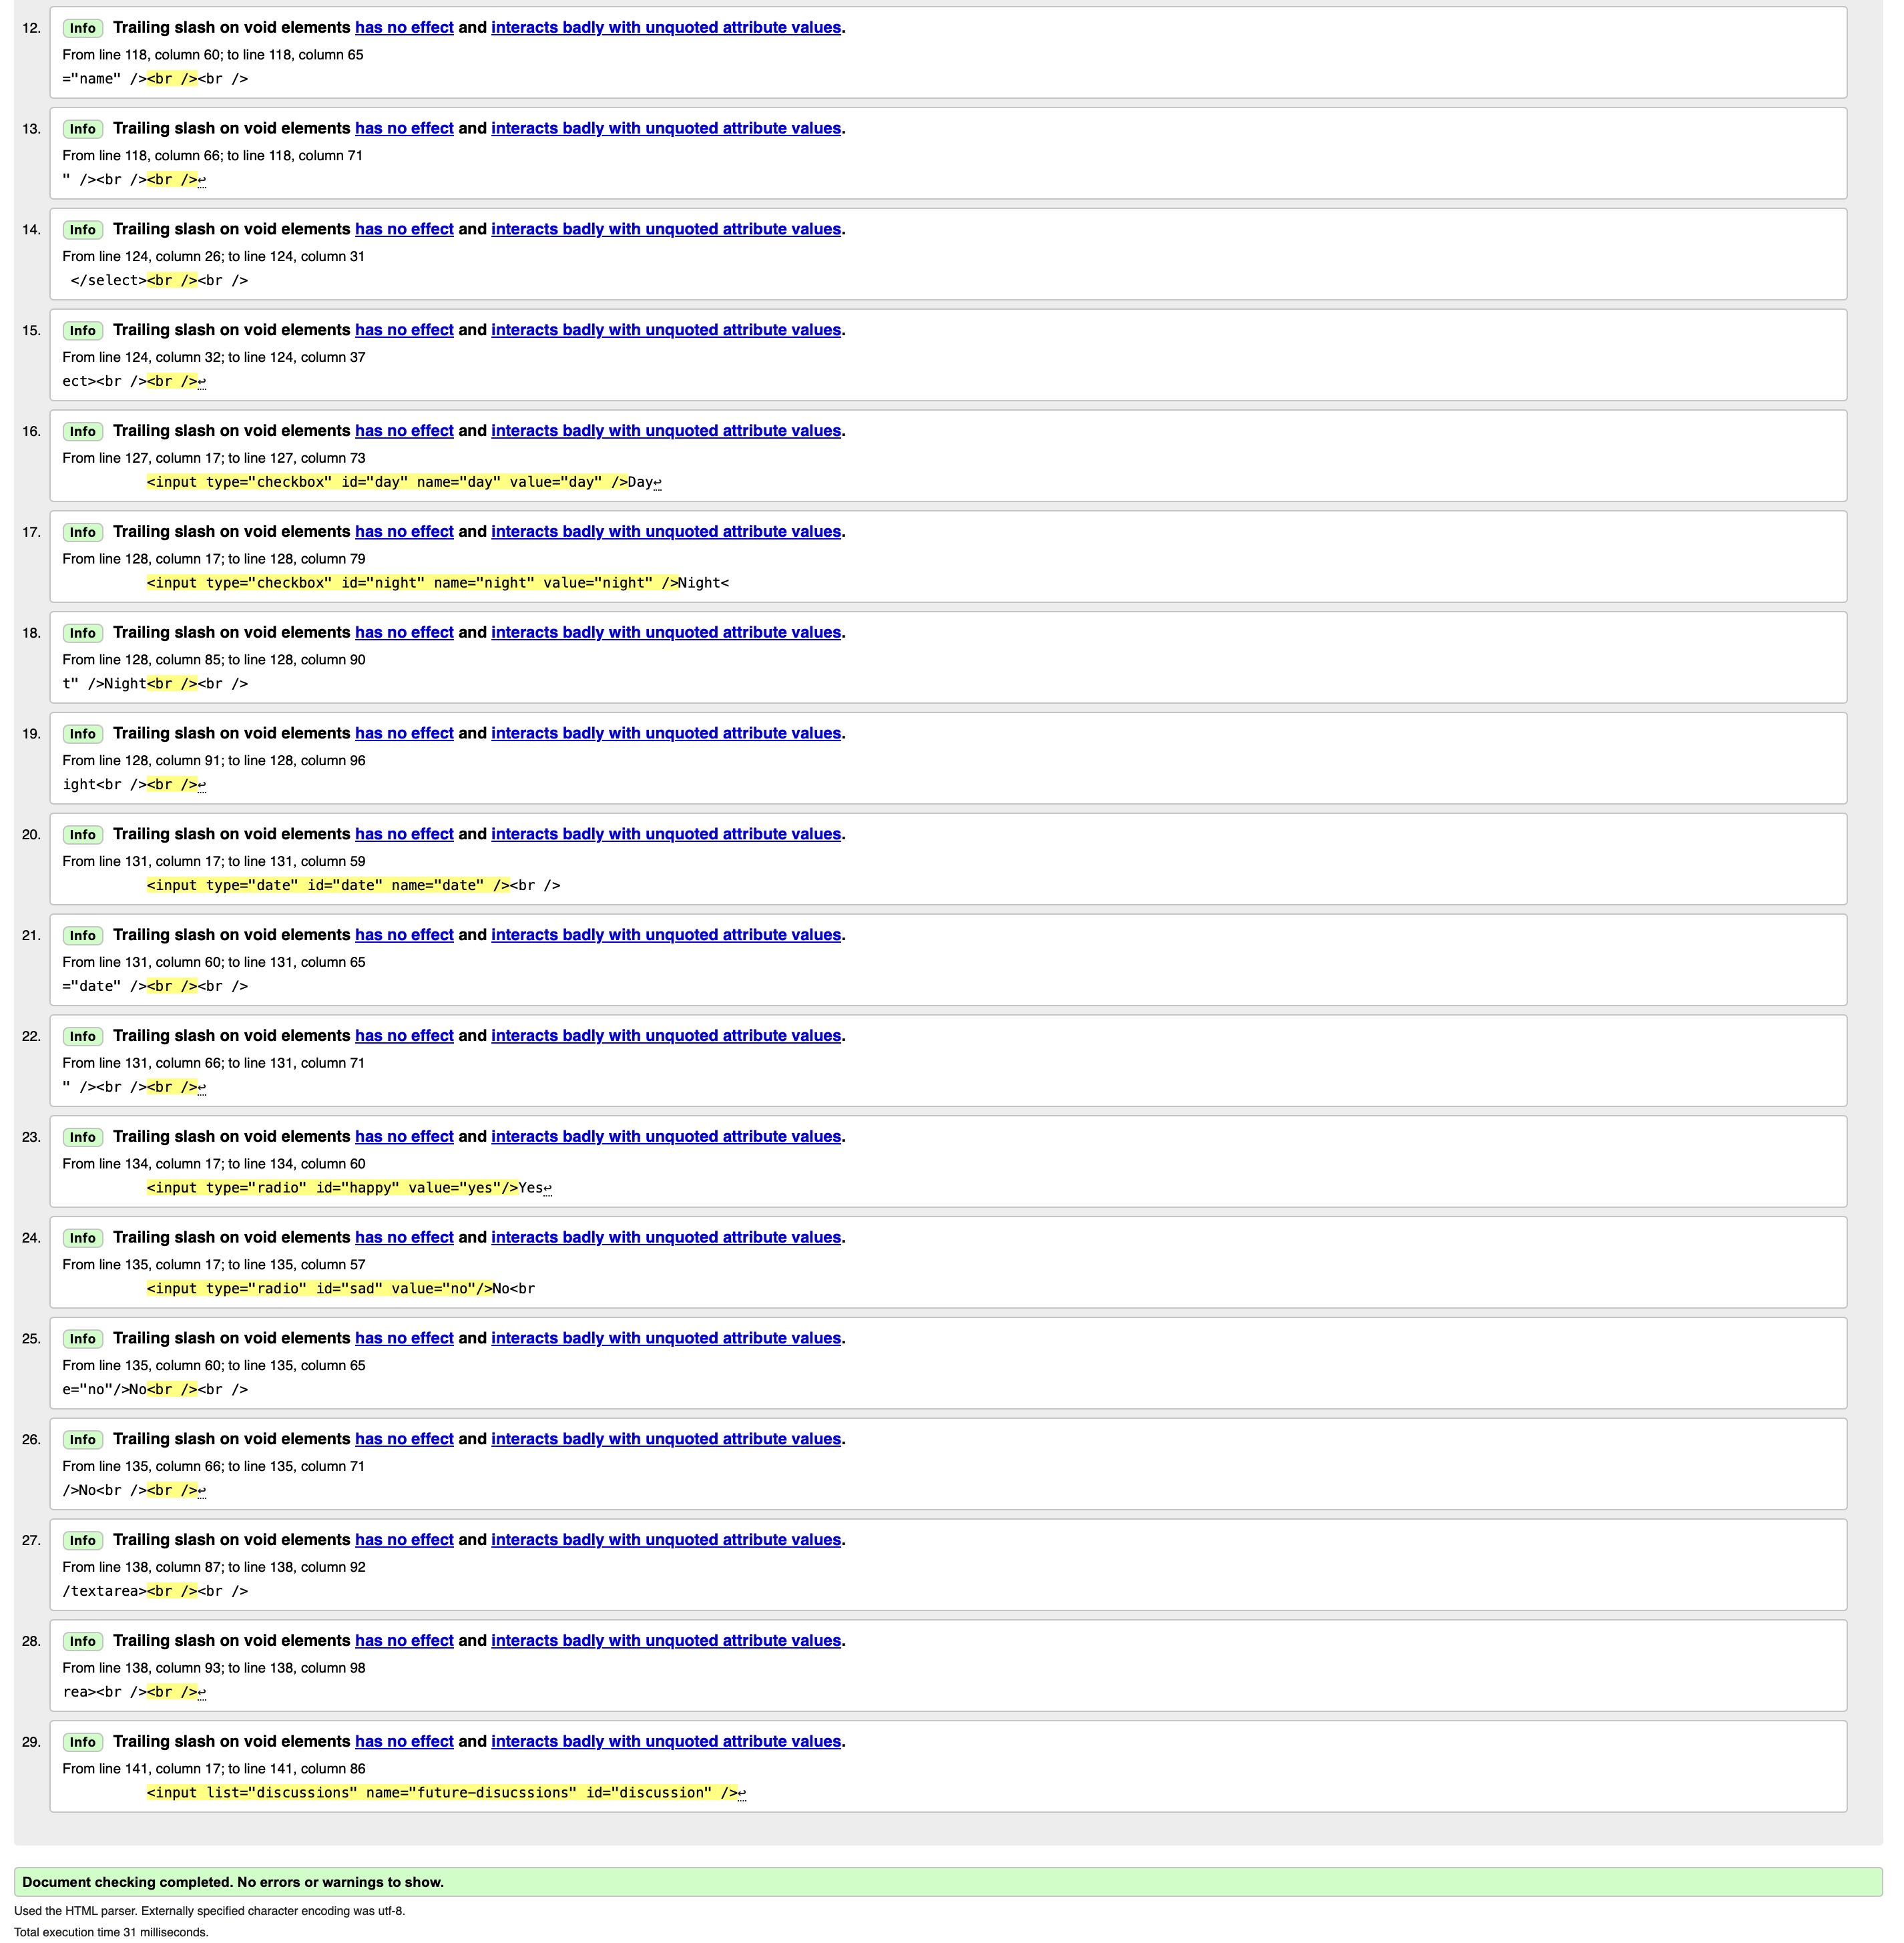 12. Info Trailing slash on void elements has no effect and interacts badly with unquoted attribute values.
From line 118, column 60; to line 118, column 65
="name" /><br /><br />
13. Info Trailing slash on void elements has no effect and interacts badly with unquoted attribute values.
From line 118, column 66; to line 118, column 71
" /><br /><br />↩
14. Info Trailing slash on void elements has no effect and interacts badly with unquoted attribute values.
From line 124, column 26; to line 124, column 31
</select><br /><br />
15. Info Trailing slash on void elements has no effect and interacts badly with unquoted attribute values.
From line 124, column 32; to line 124, column 37
ect><br /><br />↩
16. Info Trailing slash on void elements has no effect and interacts badly with unquoted attribute values.
From line 127, column 17; to line 127, column 73
<input type="checkbox" id="day" name="day" value="day" />Day↩
17. Info Trailing slash on void elements has no effect and interacts badly with unquoted attribute values.
From line 128, column 17; to line 128, column 79
<input type="checkbox" id="night" name="night" value="night" />Night<
18. Info Trailing slash on void elements has no effect and interacts badly with unquoted attribute values.
From line 128, column 85; to line 128, column 90
t" />Night<br /><br />
19. Info Trailing slash on void elements has no effect and interacts badly with unquoted attribute values.
From line 128, column 91; to line 128, column 96
ight<br /><br />↩
20. Info Trailing slash on void elements has no effect and interacts badly with unquoted attribute values.
From line 131, column 17; to line 131, column 59
<input type="date" id="date" name="date" /><br />
21. Info Trailing slash on void elements has no effect and interacts badly with unquoted attribute values.
From line 131, column 60; to line 131, column 65
="date" /><br /><br />
22. Info Trailing slash on void elements has no effect and interacts badly with unquoted attribute values.
From line 131, column 66; to line 131, column 71
" /><br /><br />↩
23. Info Trailing slash on void elements has no effect and interacts badly with unquoted attribute values.
From line 134, column 17; to line 134, column 60
<input type="radio" id="happy" value="yes"/>Yes↩
24. Info Trailing slash on void elements has no effect and interacts badly with unquoted attribute values.
From line 135, column 17; to line 135, column 57
<input type="radio" id="sad" value="no"/>No<br
25. Info Trailing slash on void elements has no effect and interacts badly with unquoted attribute values.
From line 135, column 60; to line 135, column 65
e="no"/>No<br /><br />
26. Info Trailing slash on void elements has no effect and interacts badly with unquoted attribute values.
From line 135, column 66; to line 135, column 71
/>No<br /><br />↩
27. Info Trailing slash on void elements has no effect and interacts badly with unquoted attribute values.
From line 138, column 87; to line 138, column 92
/textarea><br /><br />
28. Info Trailing slash on void elements has no effect and interacts badly with unquoted attribute values.
From line 138, column 93; to line 138, column 98
rea><br /><br />↩
29. Info Trailing slash on void elements has no effect and interacts badly with unquoted attribute values.
From line 141, column 17; to line 141, column 86
<input list="discussions" name="future-disucssions" id="discussion" />↩
Document checking completed. No errors or warnings to show.
Used the HTML parser. Externally specified character encoding was utf-8.
Total execution time 31 milliseconds.